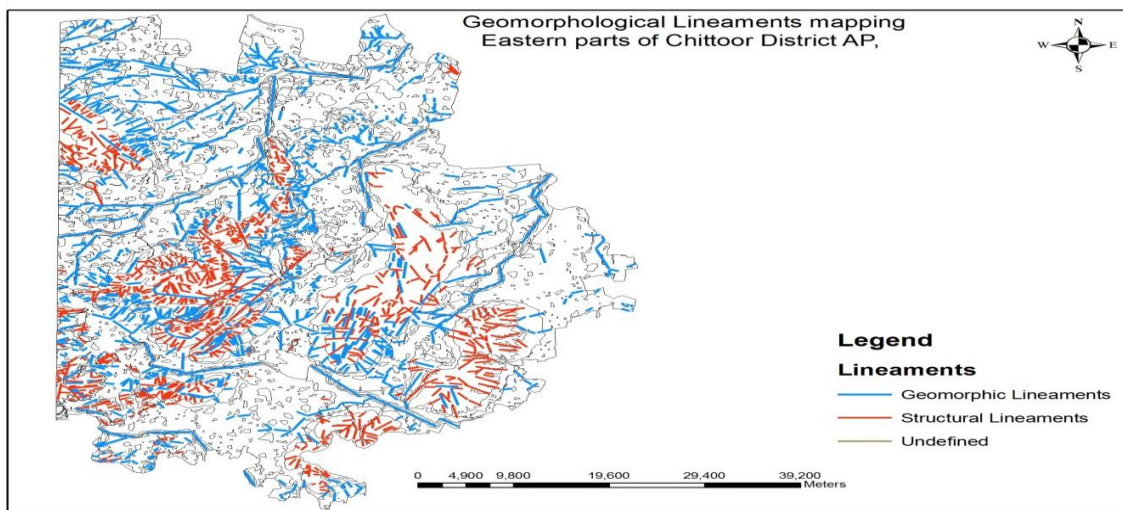 Geomorphological Lineaments mapping
Eastern parts of Chittoor District AP,
N
W E
S
Legend
Lineaments
Geomorphic Lineaments
Structural Lineaments
Undefined
0 4,900 9,800 19,600 29,400 39,200
Meters